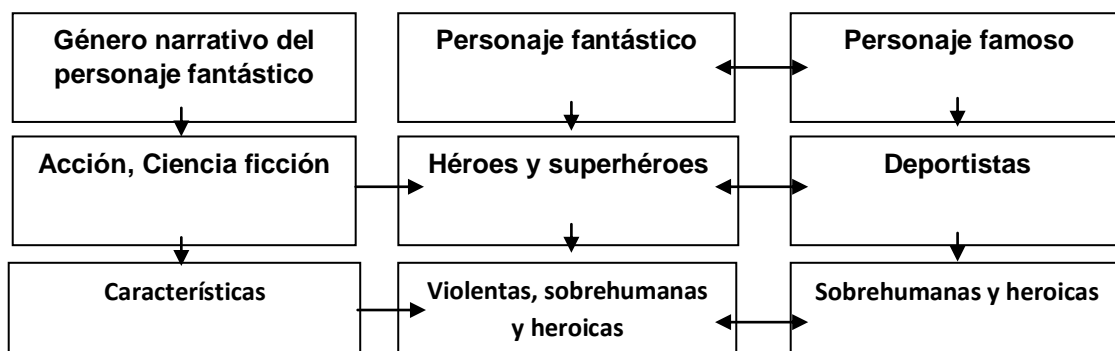 Género narrativo del
personaje fantástico
Personaje fantástico
Personaje famoso
Acción, Ciencia ficción
Héroes y superhéroes
Deportistas
Características
Violentas, sobrehumanas
y heroicas
Sobrehumanas y heroicas